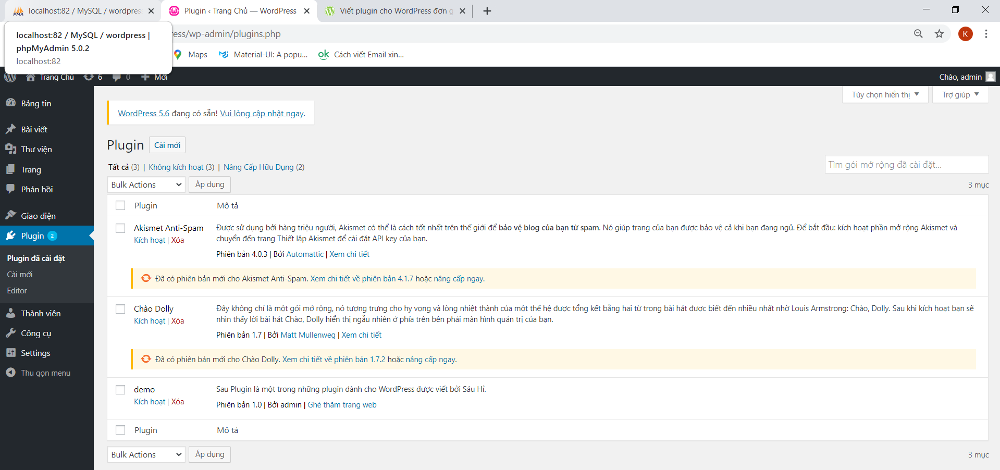 localhost:82 / MySQL / wordpres
Plugin ‹ Trang Chủ — WordPress
Viết plugin cho WordPress đơn g
localhost:82 / MySQL / wordpress |
phpMyAdmin 5.0.2
localhost:82
ress/wp-admin/plugins.php
K
Maps
Material-UI: A popu...
ok Cách viết Email xin...
Trang Chủ
6
0
Mới
Chào, admin
Bảng tin
Bài viết
Thư viện
Trang
Phản hồi
Giao diện
Plugin 2
Plugin đã cài đặt
Cài mới
Editor
Thành viên
Công cụ
Settings
Thu gọn menu
Tùy chọn hiển thị
Trợ giúp
WordPress 5.6 đang có sẵn! Vui lòng cập nhật ngay.
Plugin Cài mới
Tất cả (3) | Không kích hoạt (3) | Nâng Cấp Hữu Dụng (2)
Tìm gói mở rộng đã cài đặt...
Bulk Actions Áp dụng
3 mục
Plugin Mô tả
Akismet Anti-Spam
Kích hoạt | Xóa
Được sử dụng bởi hàng triệu người, Akismet có thể là cách tốt nhất trên thế giới để bảo vệ blog của bạn từ spam. Nó giúp trang của bạn được bảo vệ cả khi bạn đang ngủ. Để bắt đầu: kích hoạt phần mở rộng Akismet và
chuyển đến trang Thiết lập Akismet để cài đặt API key của bạn.
Phiên bản 4.0.3 | Bởi Automattic | Xem chi tiết
Đã có phiên bản mới cho Akismet Anti-Spam. Xem chi tiết về phiên bản 4.1.7 hoặc nâng cấp ngay.
Chào Dolly
Kích hoạt | Xóa
Đây không chỉ là một gói mở rộng, nó tượng trưng cho hy vọng và lòng nhiệt thành của một thế hệ được tổng kết bằng hai từ trong bài hát được biết đến nhiều nhất nhờ Louis Armstrong: Chào, Dolly. Sau khi kích hoạt bạn sẽ
nhìn thấy lời bài hát Chào, Dolly hiển thị ngẫu nhiên ở phía trên bên phải màn hình quản trị của bạn.
Phiên bản 1.7 | Bởi Matt Mullenweg | Xem chi tiết
Đã có phiên bản mới cho Chào Dolly. Xem chi tiết về phiên bản 1.7.2 hoặc nâng cấp ngay.
demo
Kích hoạt | Xóa
Sau Plugin là một trong những plugin dành cho WordPress được viết bởi Sáu Hỉ.
Phiên bản 1.0 | Bởi admin | Ghé thăm trang web
Plugin Mô tả
Bulk Actions Áp dụng
3 mục